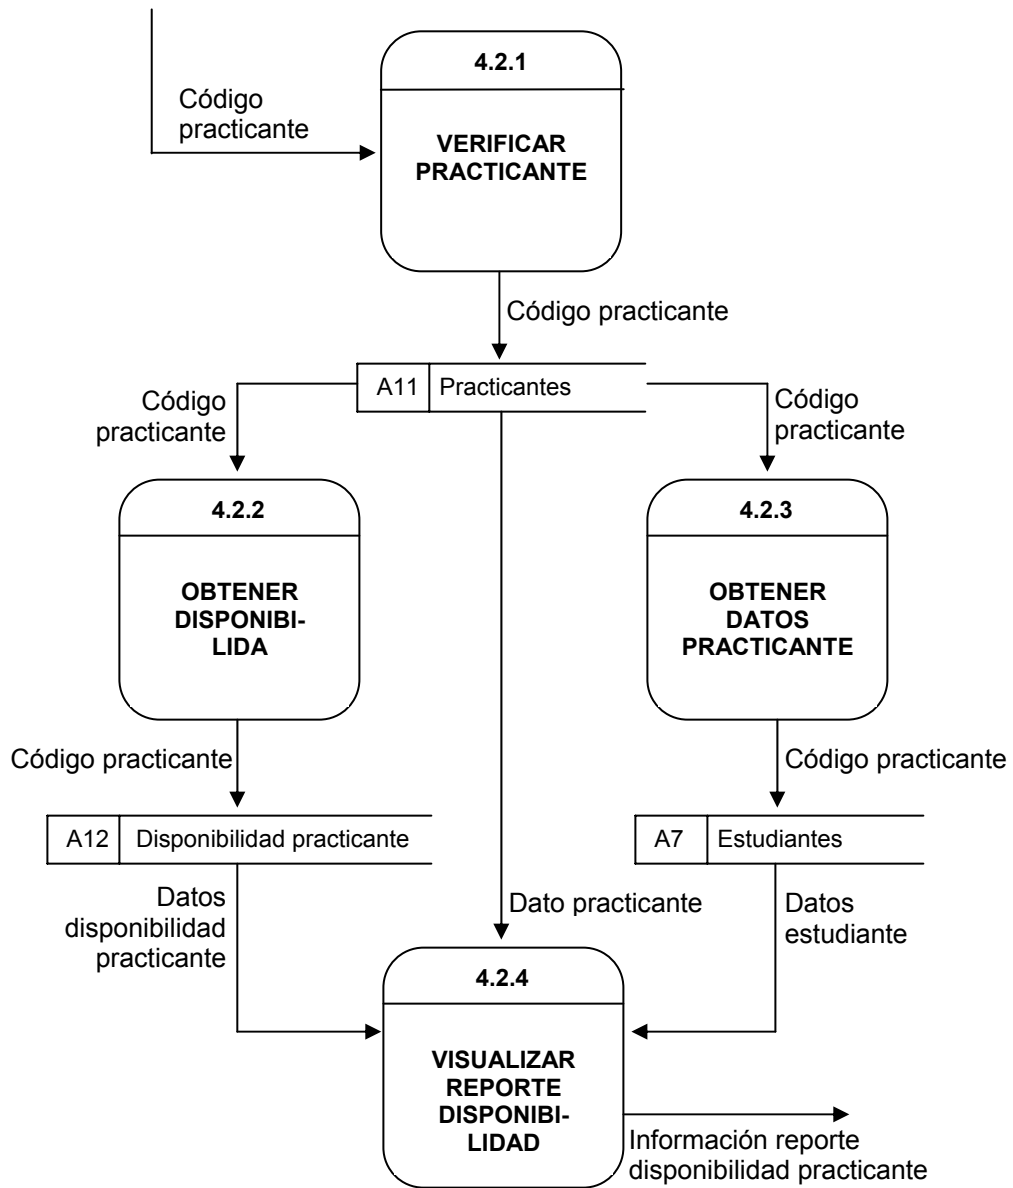 4.2.1
Código
practicante
VERIFICAR
PRACTICANTE
Código practicante
A11 Practicantes
Código
practicante
Código
practicante
4.2.2
OBTENER
DISPONIBI-
LIDA
4.2.3
OBTENER
DATOS
PRACTICANTE
Código practicante
Código practicante
A12 Disponibilidad practicante
A7 Estudiantes
Datos
disponibilidad
practicante
Dato practicante
Datos
estudiante
4.2.4
VISUALIZAR
REPORTE
DISPONIBI-
LIDAD
Información reporte
disponibilidad practicante